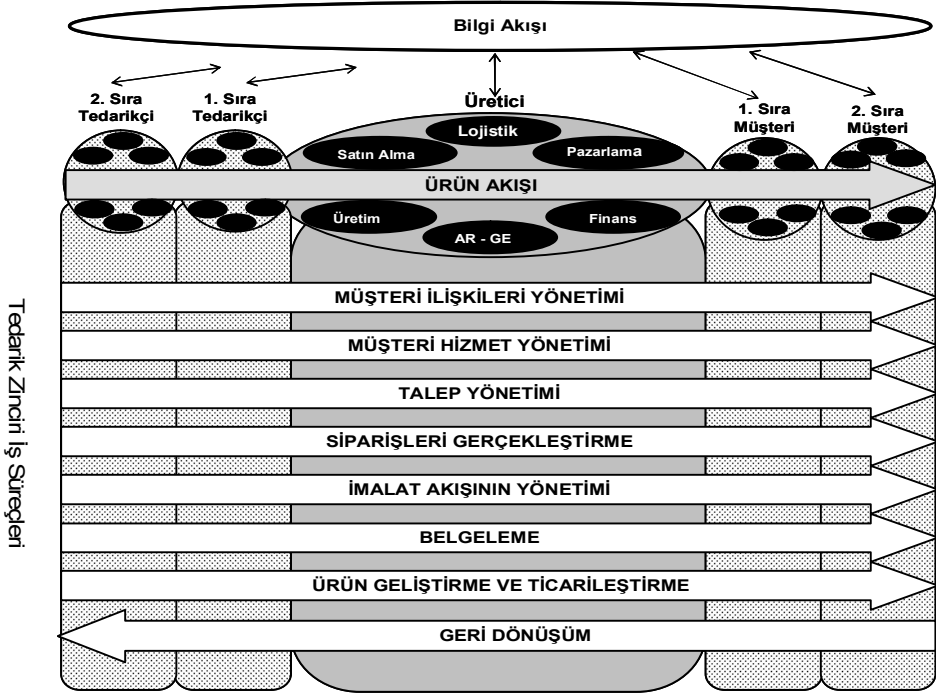 Bilgi Akışı
2. Sıra
Tedarikçi
1. Sıra
Tedarikçi
Üretici
1. Sıra
Müşteri
2. Sıra
Müşteri
Lojistik
Satın Alma
Pazarlama
ÜRÜN AKIŞI
Üretim
Finans
AR - GE
MÜŞTERİ İLİŞKİLERİ YÖNETİMİ
MÜŞTERİ HİZMET YÖNETİMİ
TALEP YÖNETİMİ
SİPARİŞLERİ GERÇEKLEŞTİRME
İMALAT AKIŞININ YÖNETİMİ
BELGELEME
ÜRÜN GELİŞTİRME VE TİCARİLEŞTİRME
GERİ DÖNÜŞÜM
Tedarik Zinciri İş Süreçleri